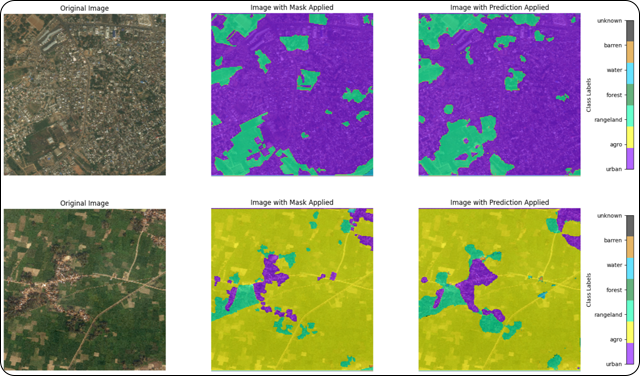 Original Image
Image with Mask Applied
Image with Prediction Applied
unknown
barren
water
forest
rangeland
agro
urban
Class Labels
Original Image
Image with Mask Applied
Image with Prediction Applied
unknown
barren
water
forest
rangeland
agro
urban
Class Labels